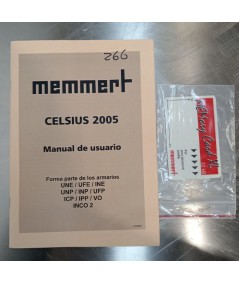 266
memmert
CELSIUS 2005
Manual de usuario
Forma parte de los armarios
UNE / UFE / INE
UNP / INP / UFP
ICP / IPP / VO
INCO 2
memmert